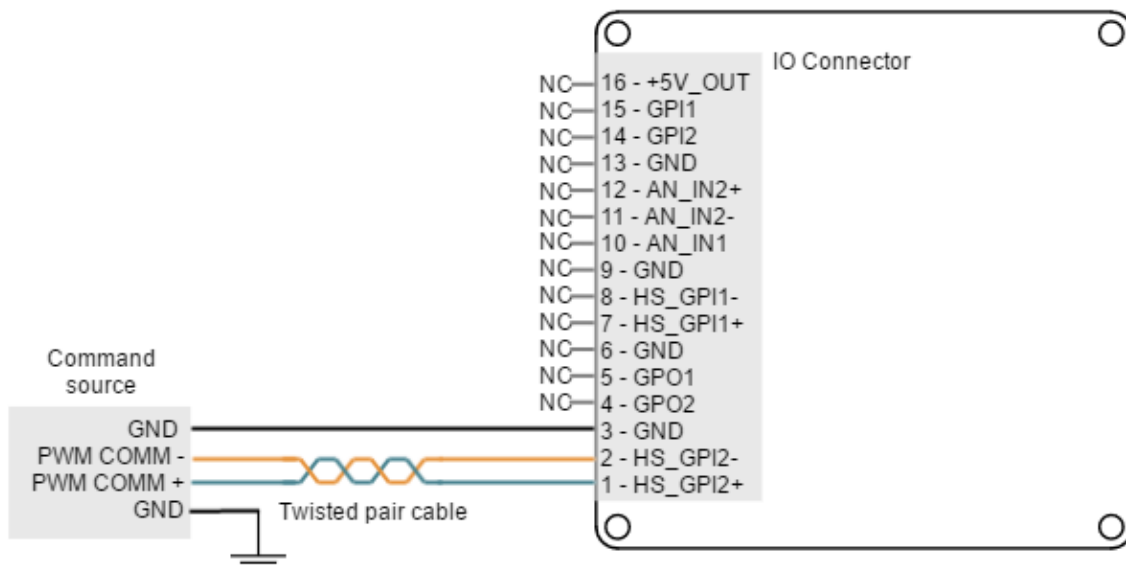 IO Connector
NC 16 - +5V_OUT
NC 15 - GPI1
NC 14 - GPI2
NC 13 - GND
NC 12 - AN_IN2+
NC 11 - AN_IN2-
NC 10 - AN_IN1
NC 9 - GND
NC 8 - HS_GPI1-
NC 7 - HS_GPI1+
NC 6 - GND
NC 5 - GPO1
NC 4 - GPO2
3 - GND
2 - HS_GPI2-
1 - HS_GPI2+
Command
source
GND
PWM COMM -
PWM COMM +
GND
Twisted pair cable